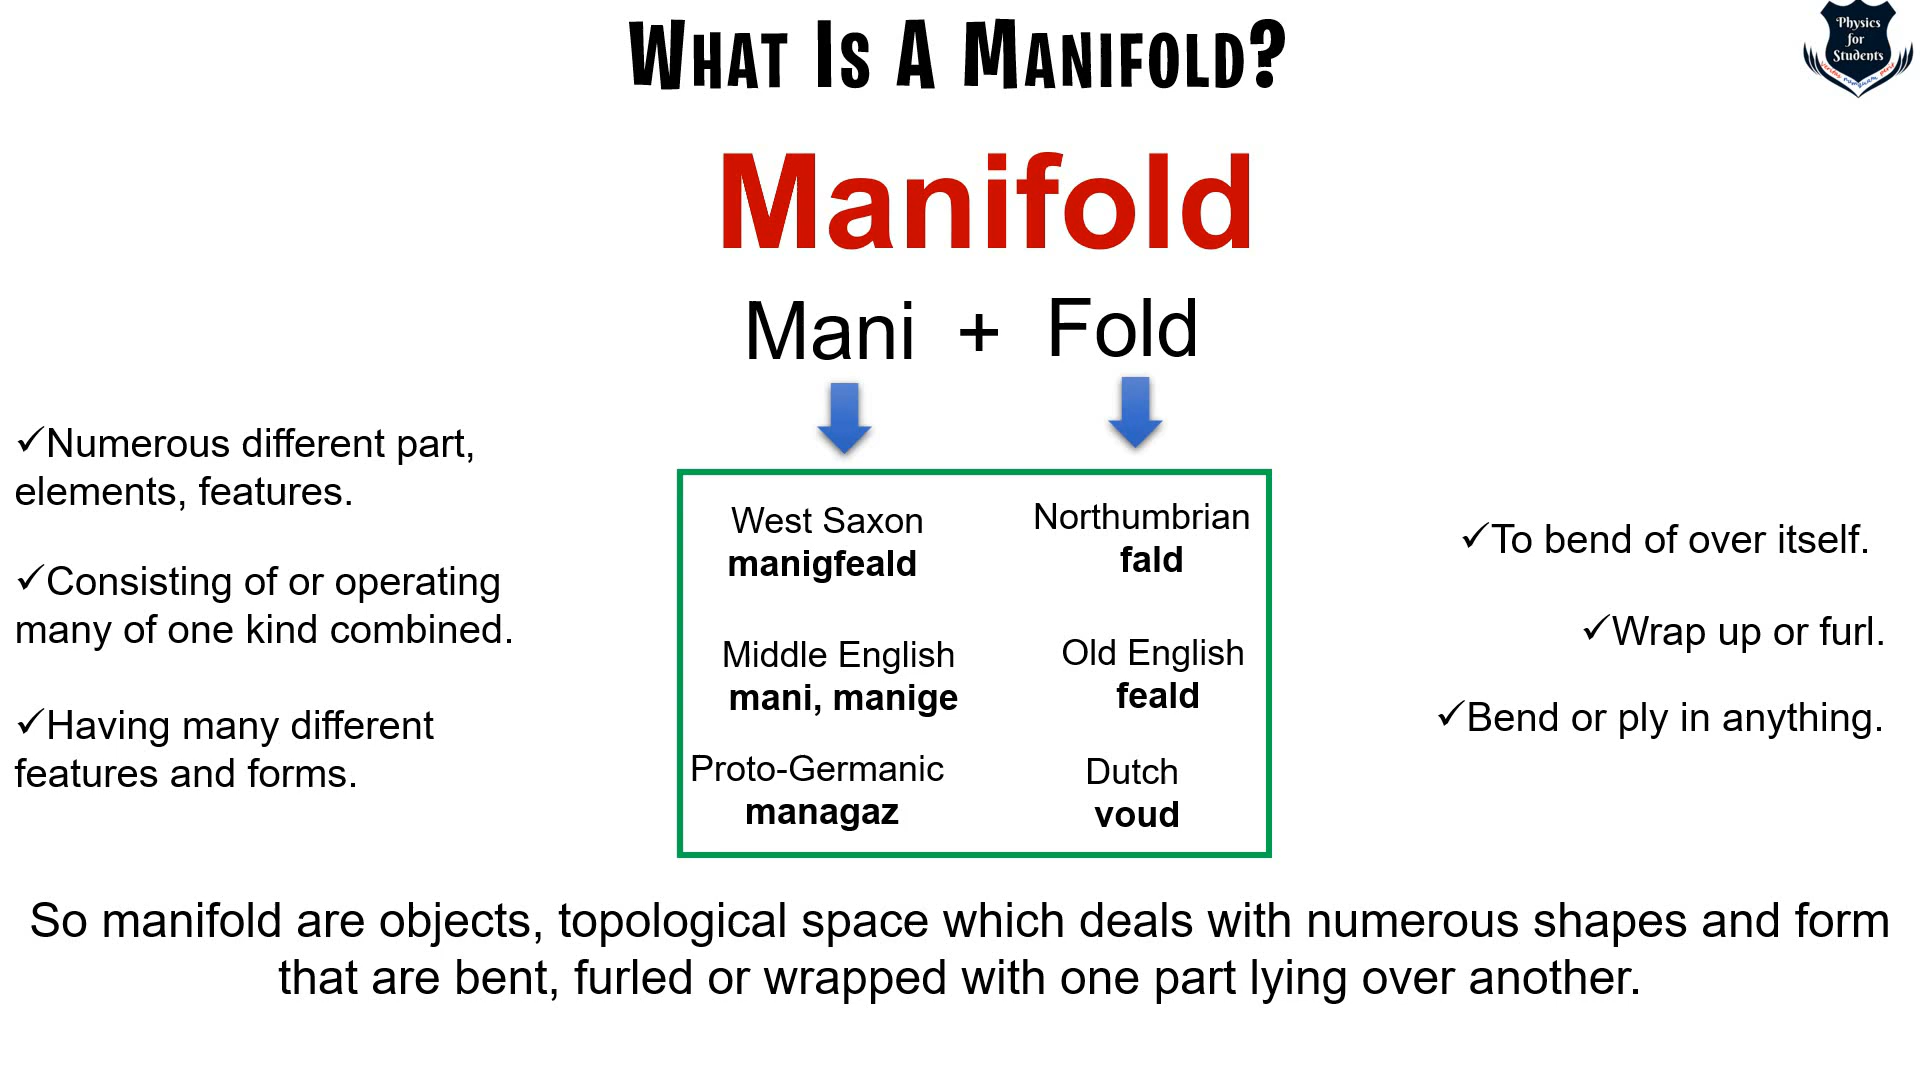 What Is A Manifold?
Physics
for
Students
Manifold
Mani + Fold
✓Numerous different part,
elements, features.
✓Consisting of or operating
many of one kind combined.
✓Having many different
features and forms.
West Saxon
manigfeald
Middle English
mani, manige
Proto-Germanic
managaz
Northumbrian
fald
Old English
feald
Dutch
voud
✓To bend of over itself.
✓Wrap up or furl.
✓Bend or ply in anything.
So manifold are objects, topological space which deals with numerous shapes and form
that are bent, furled or wrapped with one part lying over another.